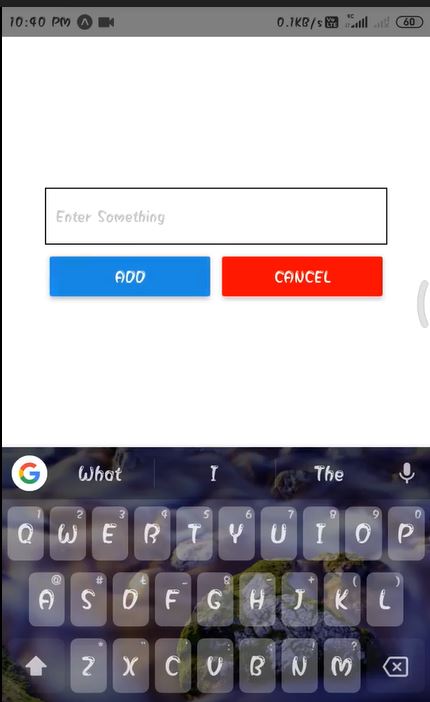 10:40 PM 0.1KB/s VoLTE 4G 60
Enter Something
ADD CANCEL
G What I The
1 2 3 4 5 6 7 8 9 0
Q W E R T Y U I O P
@ # & _ - + ( )
A S D F G H J K L
* " ' : ; ! ?
Z X C V B N M